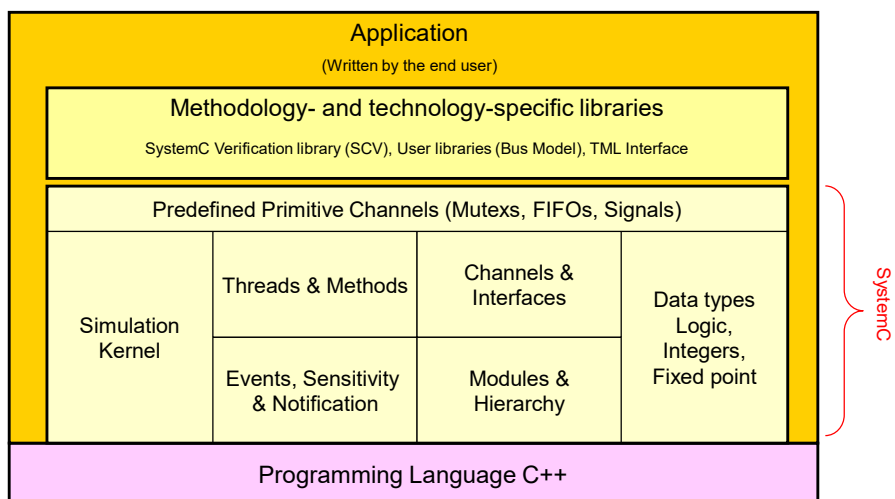 Application
(Written by the end user)
Methodology- and technology-specific libraries
SystemC Verification library (SCV), User libraries (Bus Model), TML Interface
Predefined Primitive Channels (Mutexs, FIFOs, Signals)
Simulation
Kernel
Threads & Methods
Channels &
Interfaces
Events, Sensitivity
& Notification
Modules &
Hierarchy
Data types
Logic,
Integers,
Fixed point
SystemC
Programming Language C++